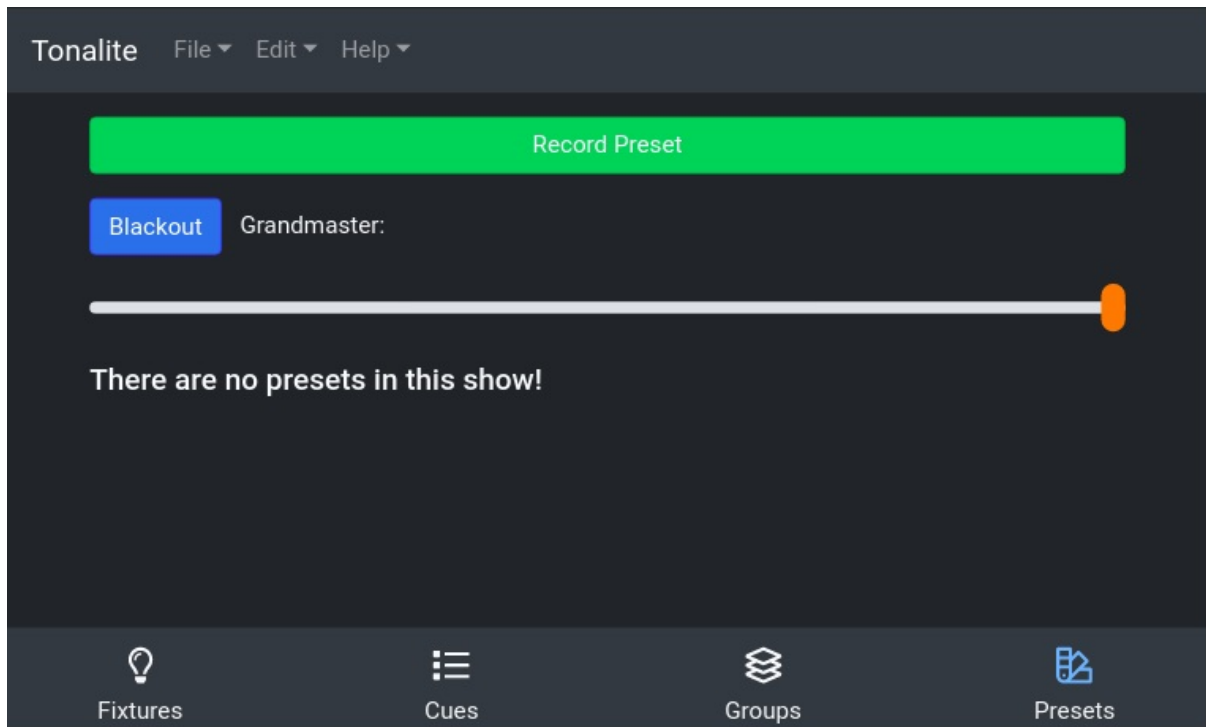 Tonalite File Edit Help
Record Preset
Blackout Grandmaster:
There are no presets in this show!
Fixtures Cues Groups Presets